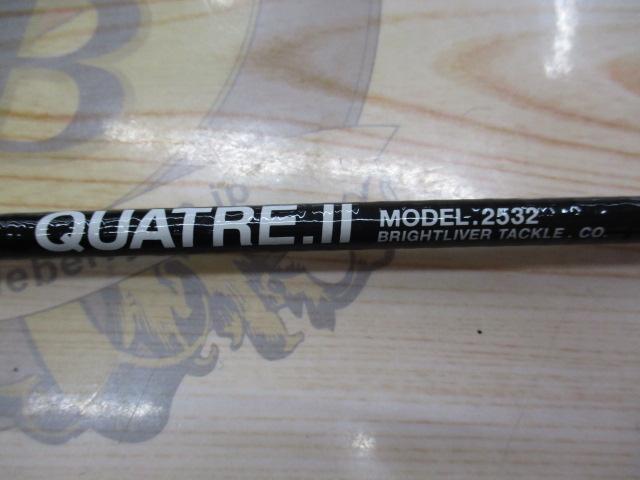 B
QUATRE.II
MODEL.2532
BRIGHTLIVER TACKLE. CO.